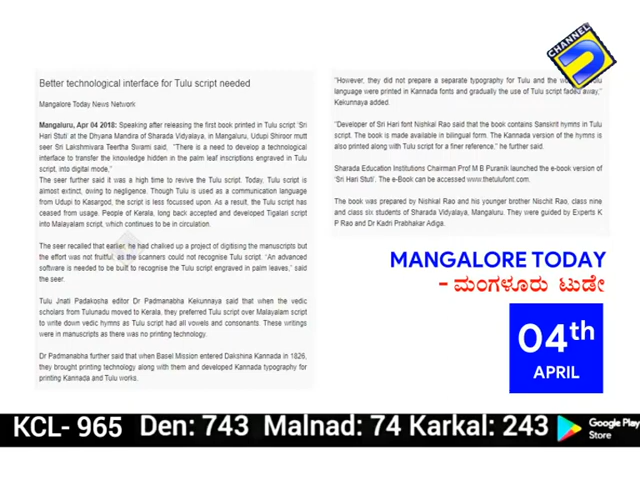 CHANNEL
Better technological interface for Tulu script needed
Mangalore Today News Network
Mangaluru, Apr 04 2018: Speaking after releasing the first book printed in Tulu script 'Sri
Hari Stuti' at the Dhyana Mandira of Sharada Vidyalaya, in Mangaluru, Udupi Shiroor mutt
seer Sri Lakshmivara Teertha Swami said, "There is a need to develop a technological
interface to transfer the knowledge hidden in the palm leaf inscriptions engraved in Tulu
script, into digital mode,"
The seer further said it was a high time to revive the Tulu script. Today, Tulu script is
almost extinct, owing to negligence. Though Tulu is used as a communication language
from Udupi to Kasargod, the script is less focussed upon. As a result, the Tulu script has
ceased from usage. People of Kerala, long back accepted and developed Tigalari script
into Malayalam script, which continues to be in circulation.
The seer recalled that earlier, he had chalked up a project of digitising the manuscripts but
the effort was not fruitful, as the scanners could not recognise Tulu script. "An advanced
software is needed to be built to recognise the Tulu script engraved in palm leaves," said
the seer.
Tulu Jnati Padakosha editor Dr Padmanabha Kekunnaya said that when the vedic
scholars from Tulunadu moved to Kerala, they preferred Tulu script over Malayalam script
to write down vedic hymns as Tulu script had all vowels and consonants. These writings
were in manuscripts as there was no printing technology.
Dr Padmanabha further said that when Basel Mission entered Dakshina Kannada in 1826,
they brought printing technology along with them and developed Kannada typography for
printing Kannada and Tulu works.
"However, they did not prepare a separate typography for Tulu and the
language were printed in Kannada fonts and gradually the use of Tulu script faded away,"
Kekunnaya added.
"Developer of Sri Hari font Nishkal Rao said that the book contains Sanskrit hymns in Tulu
script. The book is made available in bilingual form. The Kannada version of the hymns is
also printed along with Tulu script for a finer reference," he further said.
Sharada Education Institutions Chairman Prof M B Puranik launched the e-book version of
'Sri Hari Stuti'. The e-Book can be accessed www.thetulufont.com.
The book was prepared by Nishkal Rao and his younger brother Nischit Rao, class nine
and class six students of Sharada Vidyalaya, Mangaluru. They were guided by Experts K
P Rao and Dr Kadri Prabhakar Adiga.
MANGALORE TODAY
- ಮಂಗಳೂರು ಟುಡೇ
04th
APRIL
KCL- 965 Den: 743 Malnad: 74 Karkal: 243
Google Play
Store